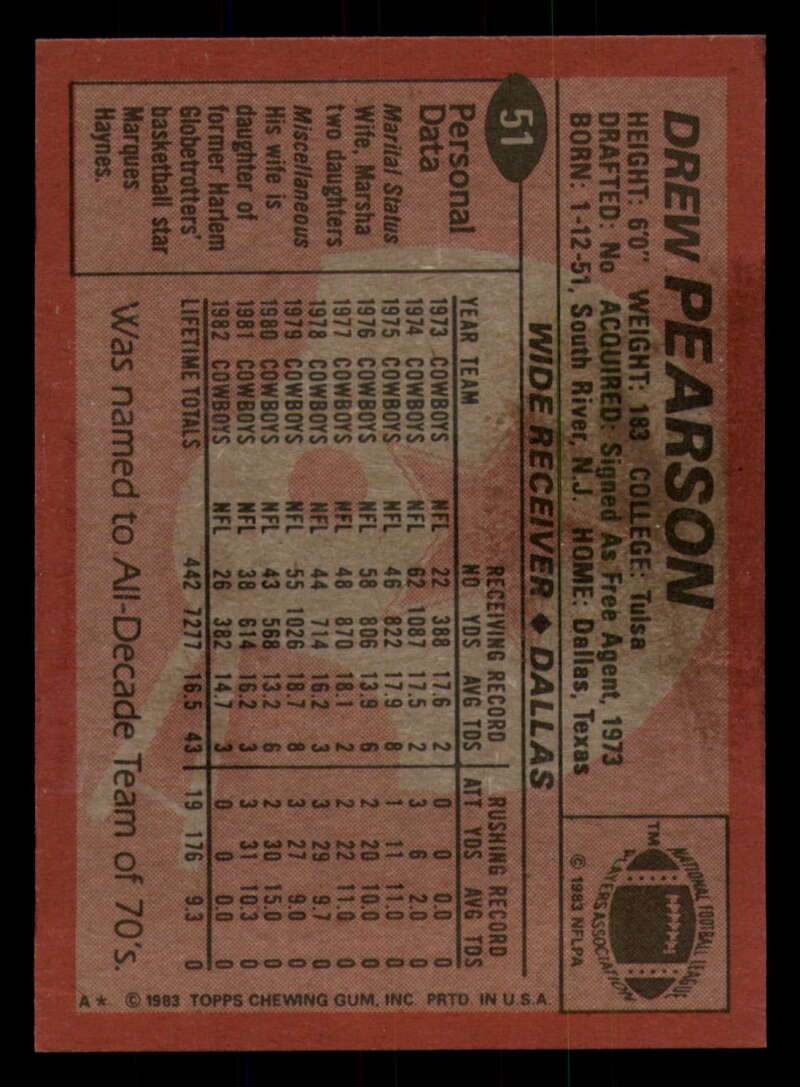 DREW PEARSON
HEIGHT: 6'0" WEIGHT: 183 COLLEGE: Tulsa
DRAFTED: No ACQUIRED: Signed As Free Agent, 1973
BORN: 1-12-51, South River, N.J. HOME: Dallas, Texas
NATIONAL FOOTBALL LEAGUE
PLAYERS ASSOCIATION
TM
© 1983 NFLPA
51
WIDE RECEIVER ◆ DALLAS
Personal
Data
Marital Status
Wife, Marsha
two daughters
Miscellaneous
His wife is
daughter of
former Harlem
Globetrotters'
basketball star
Marques
Haynes.
RECEIVING RECORD RUSHING RECORD
YEAR TEAM NO YDS AVG TDS ATT YDS AVG TDS
1973 COWBOYS NFL 22 388 17.6 2 0 0 0.0 0
1974 COWBOYS NFL 62 1087 17.5 2 3 6 2.0 0
1975 COWBOYS NFL 46 822 17.9 8 1 11 11.0 0
1976 COWBOYS NFL 58 806 13.9 6 2 20 10.0 0
1977 COWBOYS NFL 48 870 18.1 2 2 22 11.0 0
1978 COWBOYS NFL 44 714 16.2 3 3 29 9.7 0
1979 COWBOYS NFL 55 1026 18.7 8 3 27 9.0 0
1980 COWBOYS NFL 43 568 13.2 6 2 30 15.0 0
1981 COWBOYS NFL 38 614 16.2 3 3 31 10.3 0
1982 COWBOYS NFL 26 382 14.7 3 0 0 0.0 0
LIFETIME TOTALS 442 7277 16.5 43 19 176 9.3 0
Was named to All-Decade Team of 70's.
A* © 1983 TOPPS CHEWING GUM, INC. PRTD. IN U.S.A.